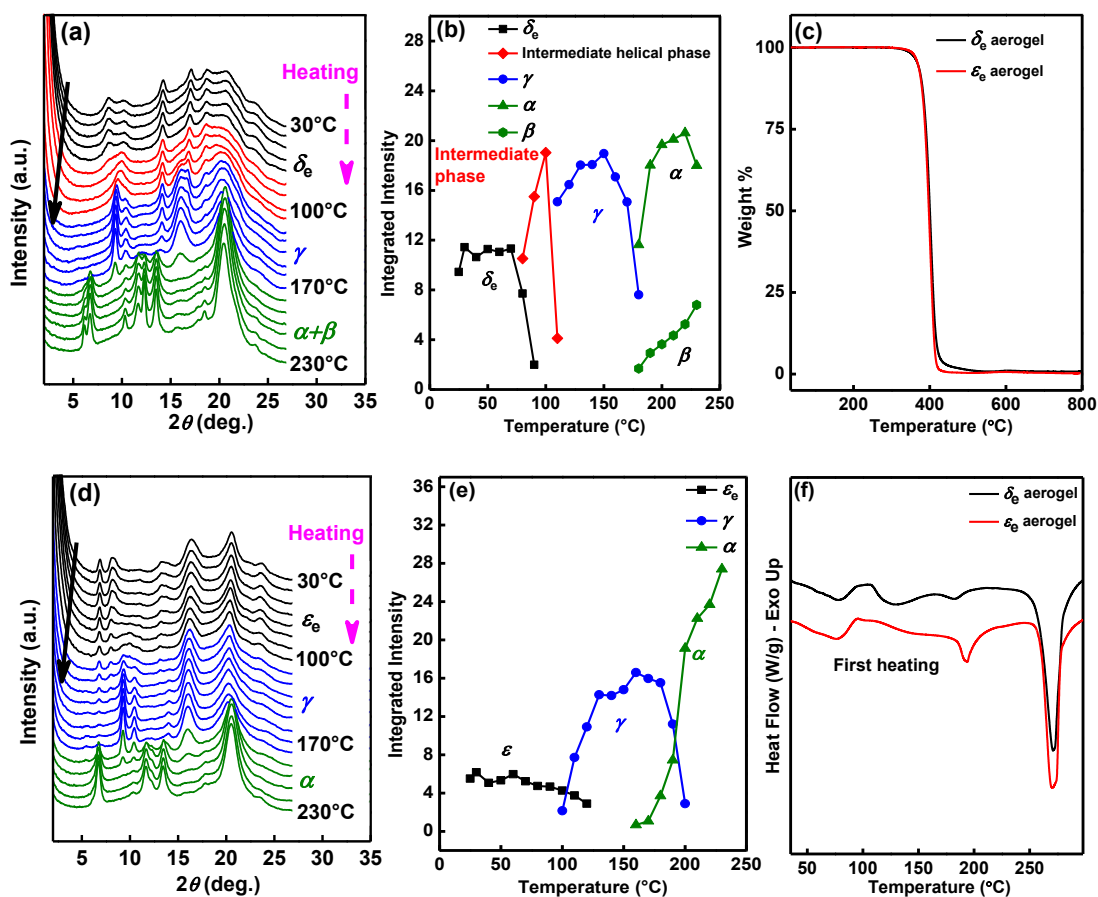 (a)
Heating
30°C
δe
100°C
γ
170°C
α+β
230°C
Intensity (a.u.)
5 10 15 20 25 30 35
2θ (deg.)
(b)
δe
Intermediate helical phase
γ
α
β
Intermediate
phase
α
γ
δe
β
Integrated Intensity
28
24
20
16
12
8
4
0
0 50 100 150 200 250
Temperature (°C)
(c)
δe aerogel
εe aerogel
Weight %
100
75
50
25
0
200 400 600 800
Temperature (°C)
(d)
Heating
30°C
εe
100°C
γ
170°C
α
230°C
Intensity (a.u.)
5 10 15 20 25 30 35
2θ (deg.)
(e)
εe
γ
α
α
γ
ε
Integrated Intensity
36
32
28
24
20
16
12
8
4
0
0 50 100 150 200 250
Temperature (°C)
(f)
δe aerogel
εe aerogel
First heating
Heat Flow (W/g) - Exo Up
50 100 150 200 250
Temperature (°C)